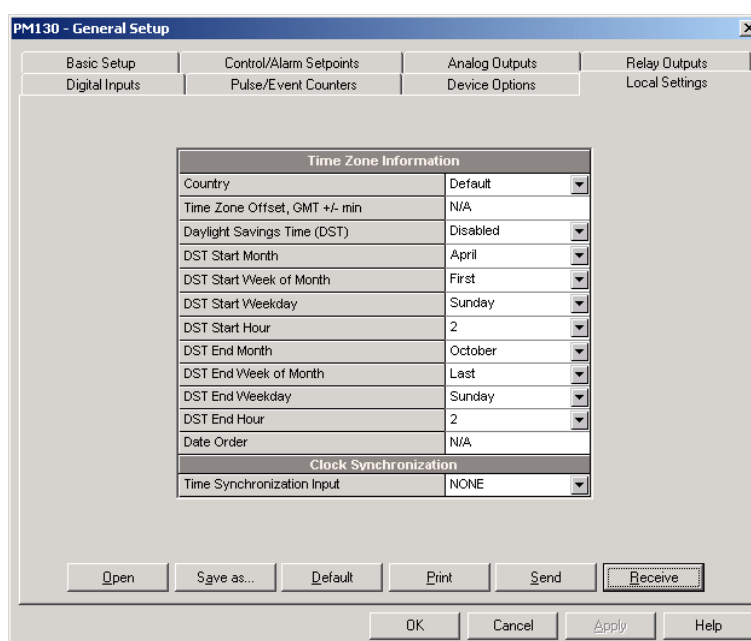 PM130 - General Setup
Basic Setup Control/Alarm Setpoints Analog Outputs Relay Outputs
Digital Inputs Pulse/Event Counters Device Options Local Settings
Time Zone Information
Country Default
Time Zone Offset, GMT +/- min N/A
Daylight Savings Time (DST) Disabled
DST Start Month April
DST Start Week of Month First
DST Start Weekday Sunday
DST Start Hour 2
DST End Month October
DST End Week of Month Last
DST End Weekday Sunday
DST End Hour 2
Date Order N/A
Clock Synchronization
Time Synchronization Input NONE
Open Save as... Default Print Send Receive
OK Cancel Apply Help